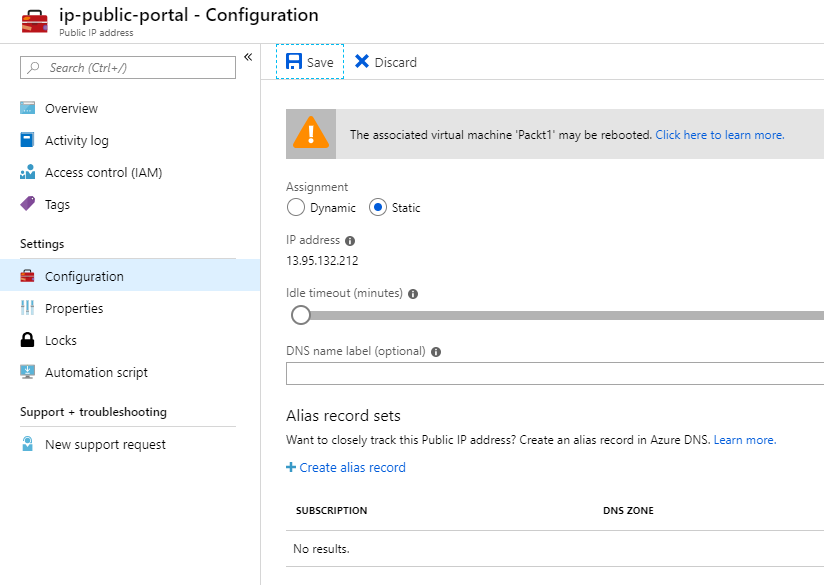 ip-public-portal - Configuration
Public IP address
Search (Ctrl+/)
«
Overview
Activity log
Access control (IAM)
Tags
Settings
Configuration
Properties
Locks
Automation script
Support + troubleshooting
New support request
Save Discard
The associated virtual machine 'Packt1' may be rebooted. Click here to learn more.
Assignment
Dynamic Static
IP address
13.95.132.212
Idle timeout (minutes)
DNS name label (optional)
Alias record sets
Want to closely track this Public IP address? Create an alias record in Azure DNS. Learn more.
+ Create alias record
SUBSCRIPTION DNS ZONE
No results.